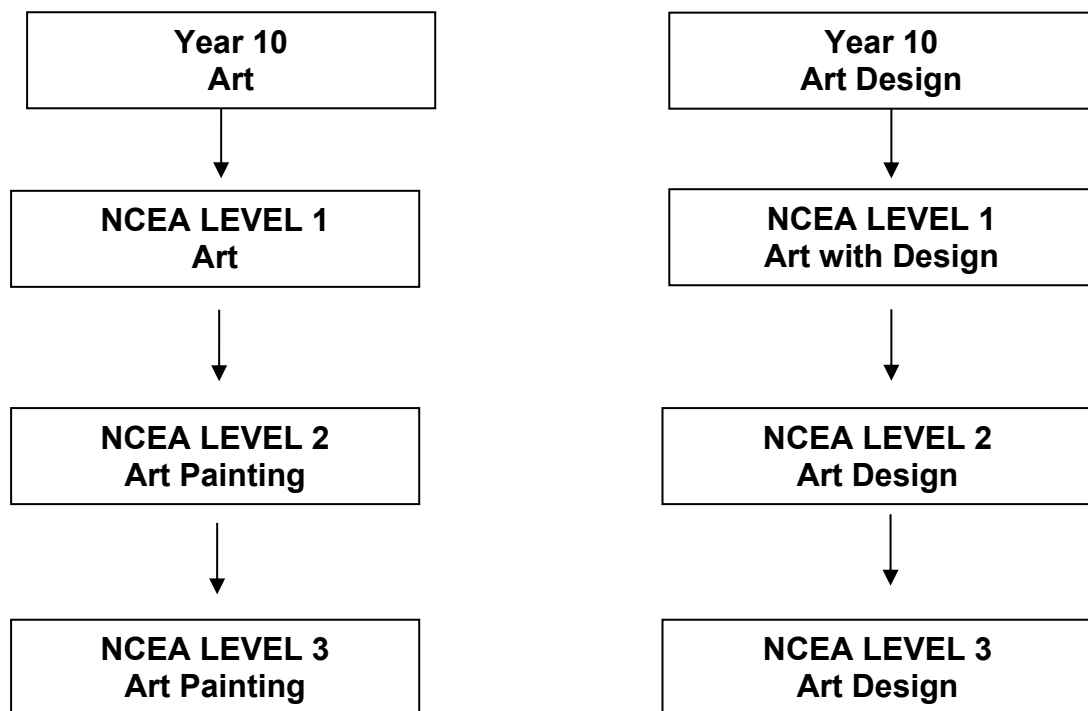 Year 10
Art
Year 10
Art Design
NCEA LEVEL 1
Art
NCEA LEVEL 1
Art with Design
NCEA LEVEL 2
Art Painting
NCEA LEVEL 2
Art Design
NCEA LEVEL 3
Art Painting
NCEA LEVEL 3
Art Design